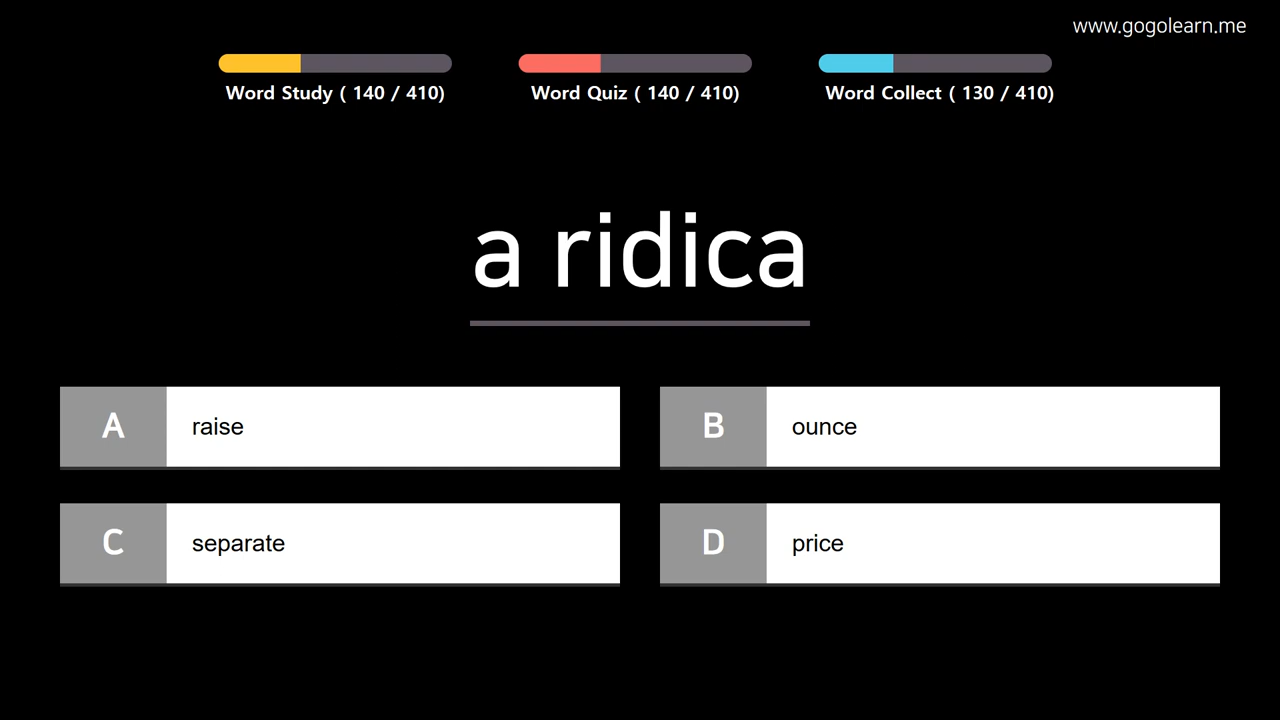 www.gogolearn.me
Word Study ( 140 / 410)
Word Quiz ( 140 / 410)
Word Collect ( 130 / 410)
a ridica
A raise
B ounce
C separate
D price